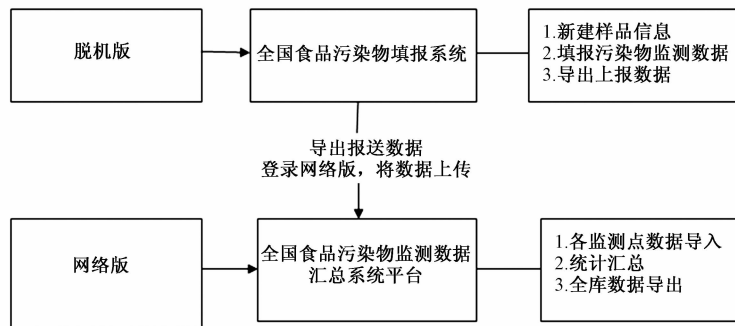 脱机版
全国食品污染物填报系统
1.新建样品信息
2.填报污染物监测数据
3.导出上报数据
导出报送数据
登录网络版，将数据上传
网络版
全国食品污染物监测数据
汇总系统平台
1.各监测点数据导入
2.统计汇总
3.全库数据导出